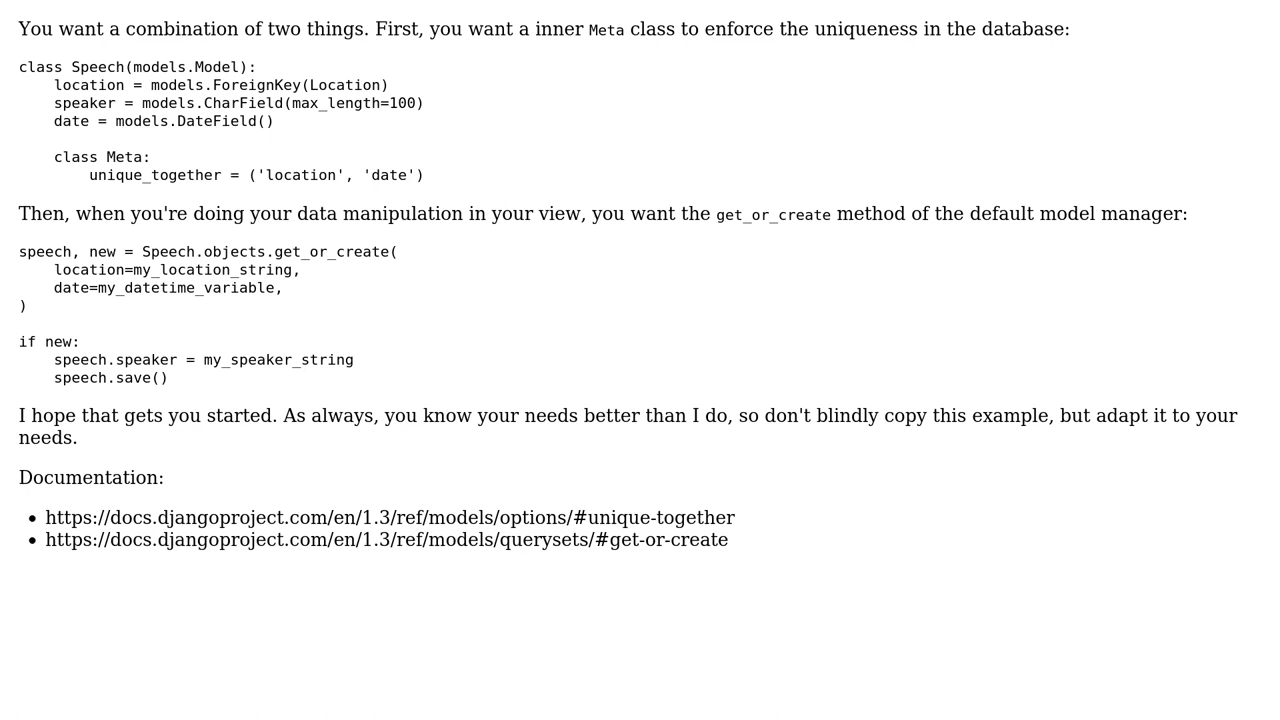 You want a combination of two things. First, you want a inner Meta class to enforce the uniqueness in the database:
class Speech(models.Model):
    location = models.ForeignKey(Location)
    speaker = models.CharField(max_length=100)
    date = models.DateField()

    class Meta:
        unique_together = ('location', 'date')
Then, when you're doing your data manipulation in your view, you want the get_or_create method of the default model manager:
speech, new = Speech.objects.get_or_create(
    location=my_location_string,
    date=my_datetime_variable,
)

if new:
    speech.speaker = my_speaker_string
    speech.save()
I hope that gets you started. As always, you know your needs better than I do, so don't blindly copy this example, but adapt it to your
needs.
Documentation:
• https://docs.djangoproject.com/en/1.3/ref/models/options/#unique-together
• https://docs.djangoproject.com/en/1.3/ref/models/querysets/#get-or-create